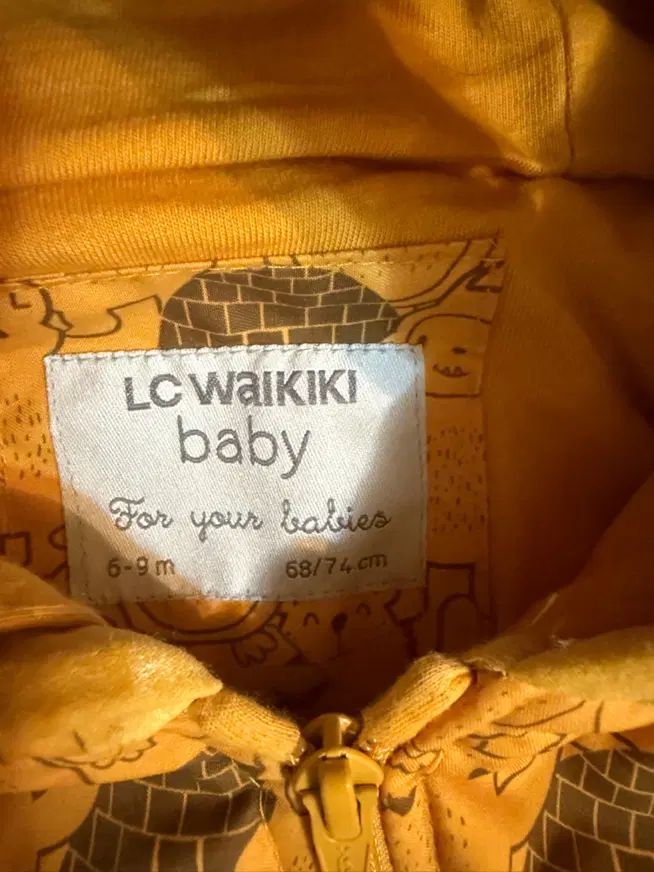 LC WAIKIKI
baby
For your babies
6-9 m 68/74 cm